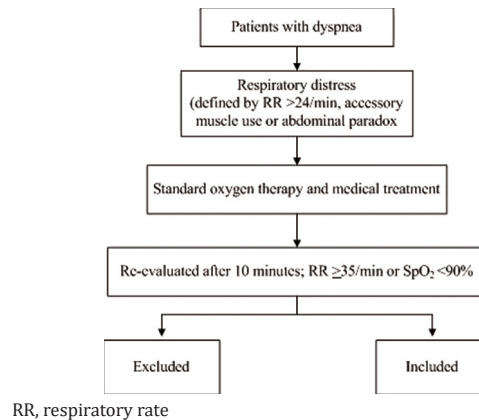 Patients with dyspnea
Respiratory distress
(defined by RR >24/min, accessory
muscle use or abdominal paradox
Standard oxygen therapy and medical treatment
Re-evaluated after 10 minutes; RR ≥35/min or SpO₂ <90%
Excluded
Included
RR, respiratory rate